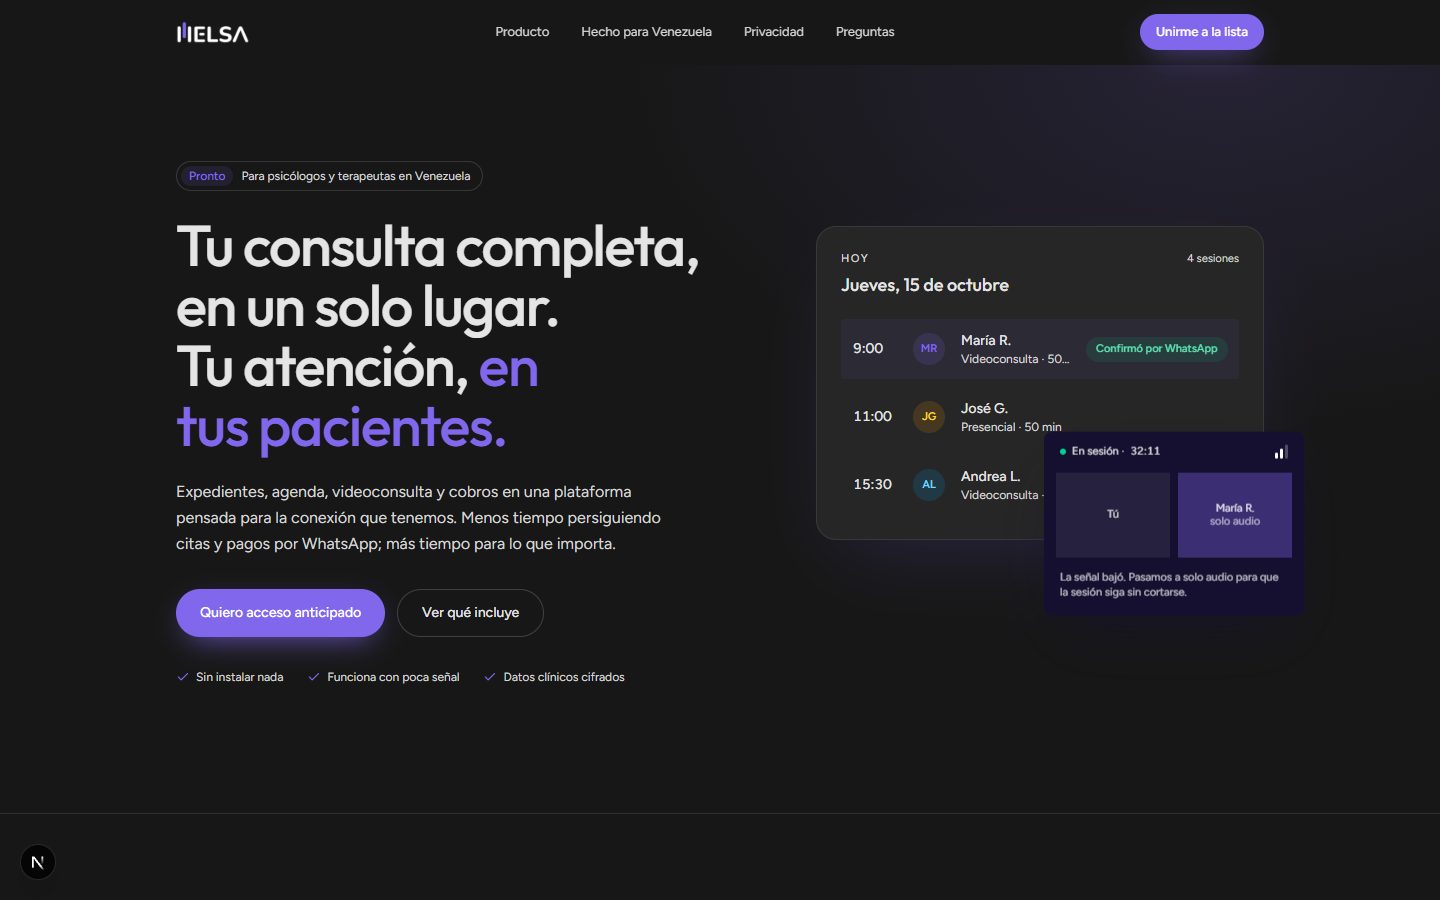 MELSA
Producto
Hecho para Venezuela
Privacidad
Preguntas
Unirme a la lista
Pronto Para psicólogos y terapeutas en Venezuela
Tu consulta completa,
en un solo lugar.
Tu atención, en
tus pacientes.
Expedientes, agenda, videoconsulta y cobros en una plataforma
pensada para la conexión que tenemos. Menos tiempo persiguiendo
citas y pagos por WhatsApp; más tiempo para lo que importa.
Quiero acceso anticipado
Ver qué incluye
Sin instalar nada
Funciona con poca señal
Datos clínicos cifrados
HOY
4 sesiones
Jueves, 15 de octubre
9:00
MR
María R.
Videoconsulta · 50...
Confirmó por WhatsApp
11:00
JG
José G.
Presencial · 50 min
15:30
AL
Andrea L.
Videoconsulta ·
En sesión · 32:11
Tú
María R.
solo audio
La señal bajó. Pasamos a solo audio para que
la sesión siga sin cortarse.
N